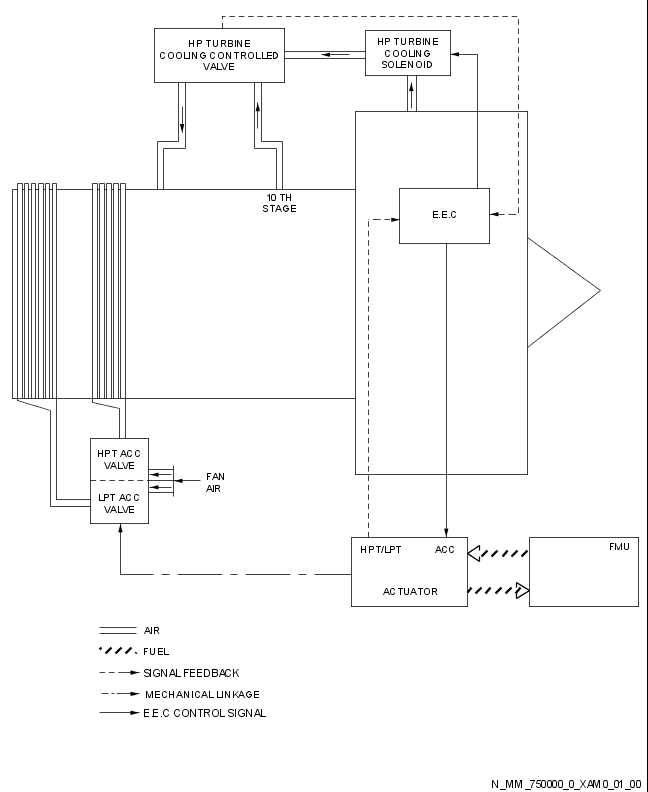 HP TURBINE
COOLING CONTROLLED
VALVE
HP TURBINE
COOLING
SOLENOID
10 TH
STAGE
E.E.C
HPT ACC
VALVE
LPT ACC
VALVE
FAN
AIR
HPT/LPT ACC
ACTUATOR
FMU
AIR
FUEL
SIGNAL FEEDBACK
MECHANICAL LINKAGE
E.E.C CONTROL SIGNAL
N_MM_750000_0_XAM0_01_00